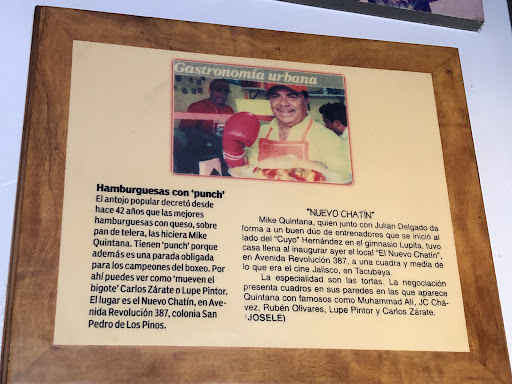 Gastronomía urbana
Hamburguesas con 'punch'
El antojo popular decretó desde
hace 42 años que las mejores
hamburguesas con queso, sobre
pan de telera, las hiciera Mike
Quintana. Tienen 'punch' porque
además es una parada obligada
para los campeones del boxeo. Por
ahí puedes ver como 'mueven el
bigote' Carlos Zárate o Lupe Pintor.
El lugar es el Nuevo Chatín, en Ave-
nida Revolución 387, colonia San
Pedro de Los Pinos.
"NUEVO CHATÍN"
Mike Quintana, quien junto con Julián Delgado da
forma a un buen dúo de entrenadores que se inició al
lado del "Cuyo" Hernández en el gimnasio Lupita, tuvo
casa llena al inaugurar ayer el local "El Nuevo Chatín",
en Avenida Revolución 387, a una cuadra y media de
lo que era el cine Jalisco, en Tacubaya.
La especialidad son las tortas. La negociación
presenta cuadros en sus paredes en las que aparece
Quintana con famosos como Muhammad Alí, JC Chá-
vez, Rubén Olivares, Lupe Pintor y Carlos Zárate.
(JOSELE)